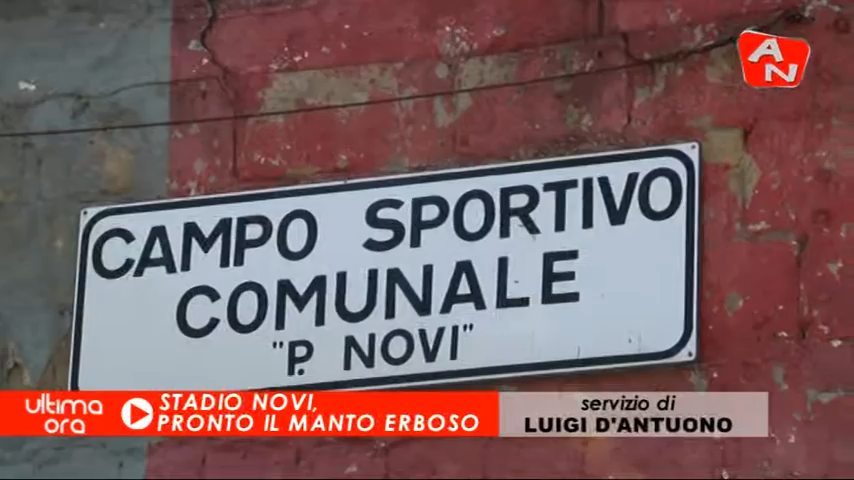 AN
CAMPO SPORTIVO
COMUNALE
"P. NOVI"
ultima
ora
STADIO NOVI,
PRONTO IL MANTO ERBOSO
servizio di
LUIGI D'ANTUONO